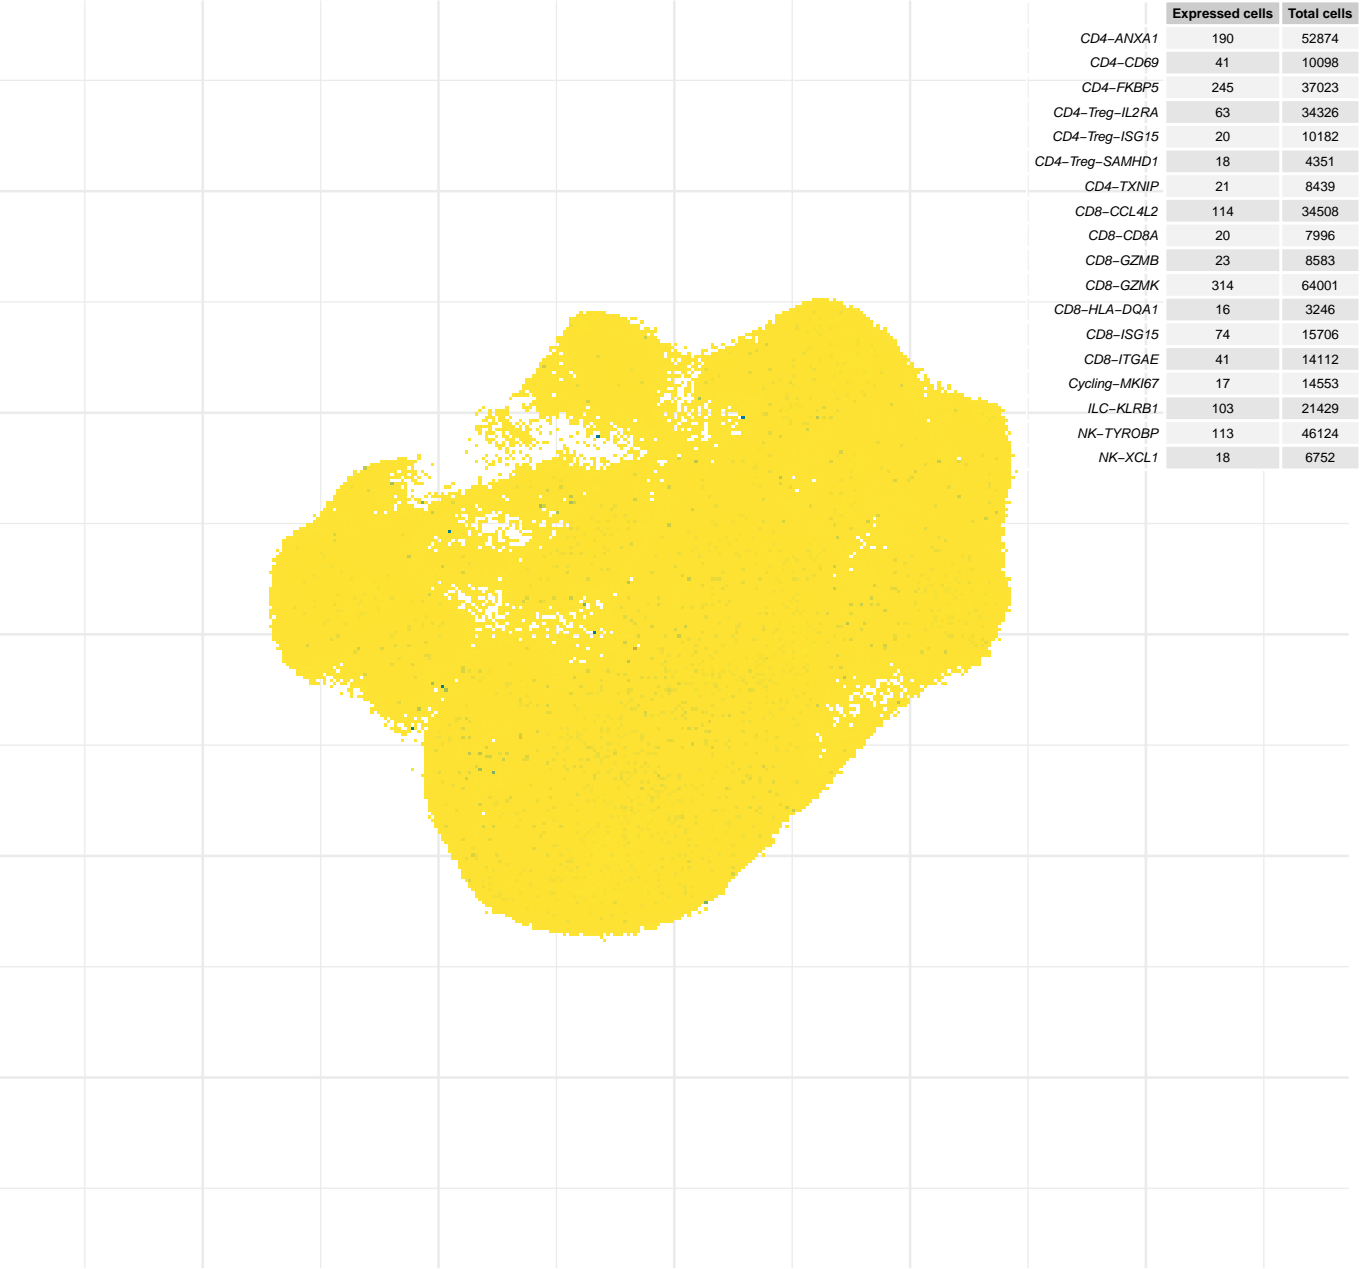 Expressed cells Total cells
CD4−ANXA1 190 52874
CD4−CD69 41 10098
CD4−FKBP5 245 37023
CD4−Treg−IL2RA 63 34326
CD4−Treg−ISG15 20 10182
CD4−Treg−SAMHD1 18 4351
CD4−TXNIP 21 8439
CD8−CCL4L2 114 34508
CD8−CD8A 20 7996
CD8−GZMB 23 8583
CD8−GZMK 314 64001
CD8−HLA−DQA1 16 3246
CD8−ISG15 74 15706
CD8−ITGAE 41 14112
Cycling−MKI67 17 14553
ILC−KLRB1 103 21429
NK−TYROBP 113 46124
NK−XCL1 18 6752